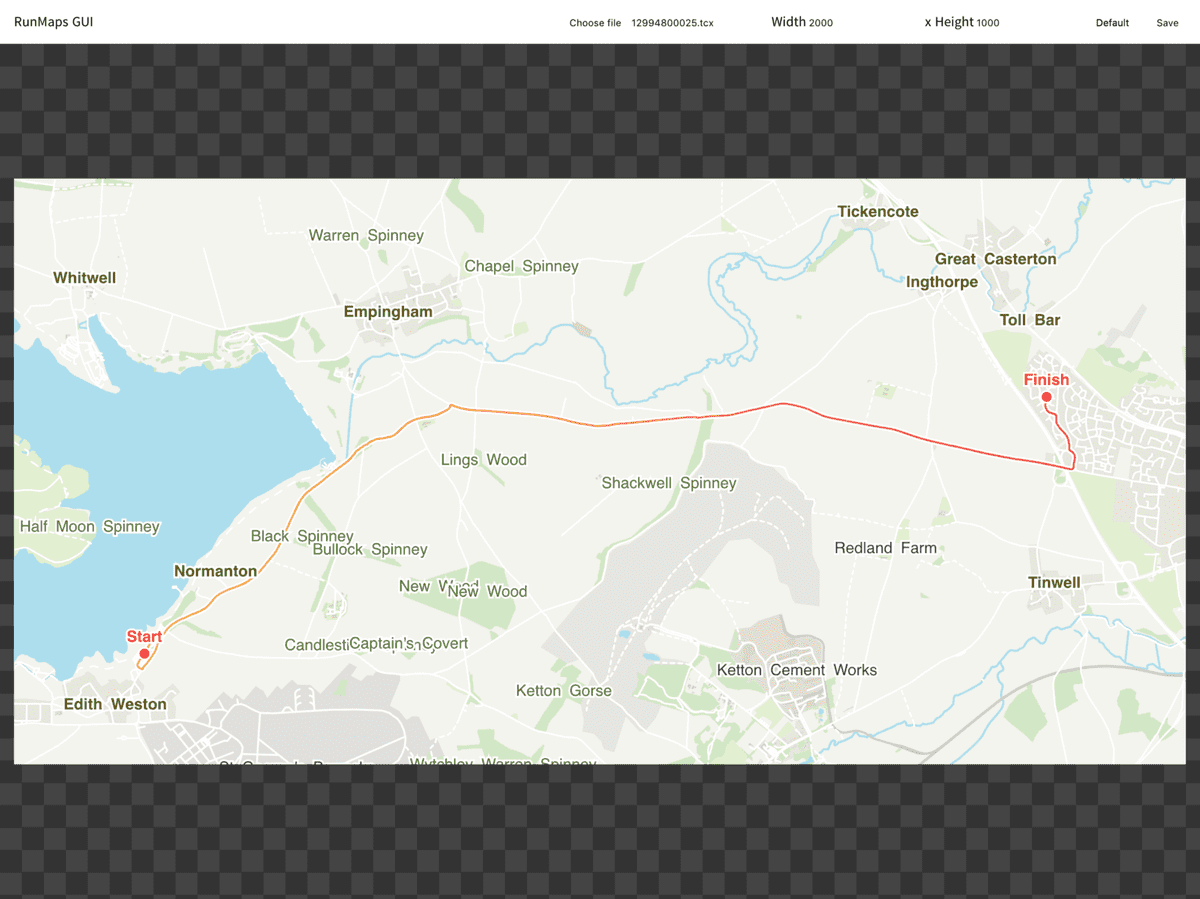 RunMaps GUI
Choose file 12994800025.tcx
Width 2000
x Height 1000
Default
Save
Tickencote
Warren Spinney
Great Casterton
Chapel Spinney
Whitwell
Ingthorpe
Empingham
Toll Bar
Finish
Lings Wood
Shackwell Spinney
Half Moon Spinney
Black Spinney
Bullock Spinney
Redland Farm
Normanton
Tinwell
New Wood
New Wood
Start
Captain's Covert
Ketton Cement Works
Ketton Gorse
Edith Weston
Wytchley Warren Spinney